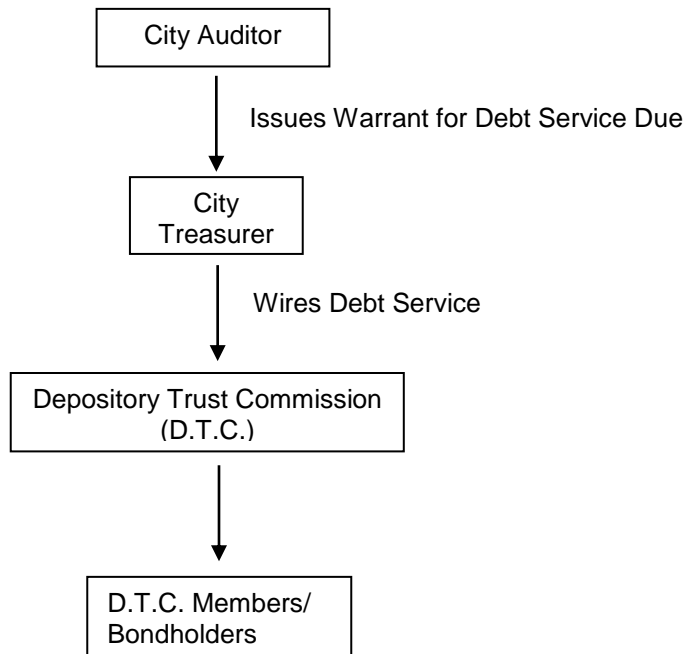 City Auditor
Issues Warrant for Debt Service Due
City
Treasurer
Wires Debt Service
Depository Trust Commission
(D.T.C.)
D.T.C. Members/
Bondholders